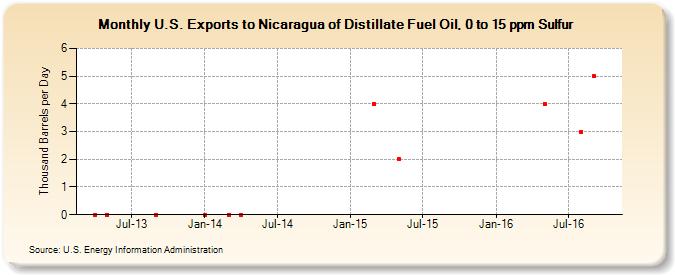 Monthly U.S. Exports to Nicaragua of Distillate Fuel Oil, 0 to 15 ppm Sulfur
Thousand Barrels per Day
6
5
4
3
2
1
0
Jul-13 Jan-14 Jul-14 Jan-15 Jul-15 Jan-16 Jul-16
Source: U.S. Energy Information Administration